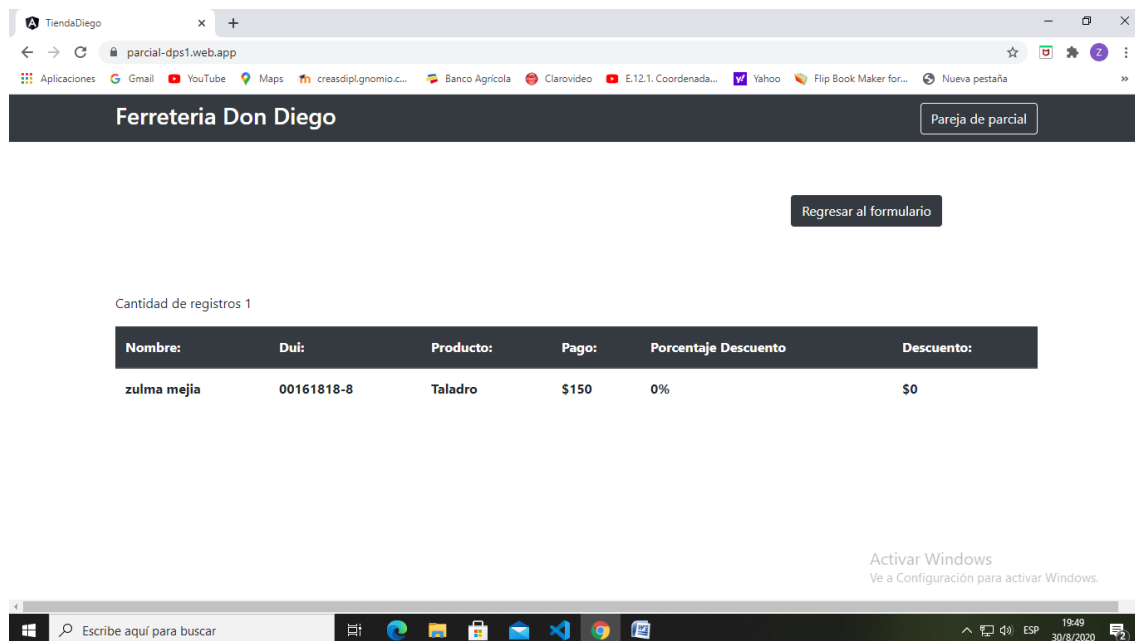 TiendaDiego
parcial-dps1.web.app
Z
Aplicaciones Gmail YouTube Maps creasdipl.gnomio.c... Banco Agrícola Clarovideo E.12.1. Coordenada... Yahoo Flip Book Maker for... Nueva pestaña »
Ferreteria Don Diego Pareja de parcial
Regresar al formulario
Cantidad de registros 1
Nombre: Dui: Producto: Pago: Porcentaje Descuento Descuento:
zulma mejia 00161818-8 Taladro $150 0% $0
Activar Windows
Ve a Configuración para activar Windows.
Escribe aquí para buscar ESP 19:49
30/8/2020 2